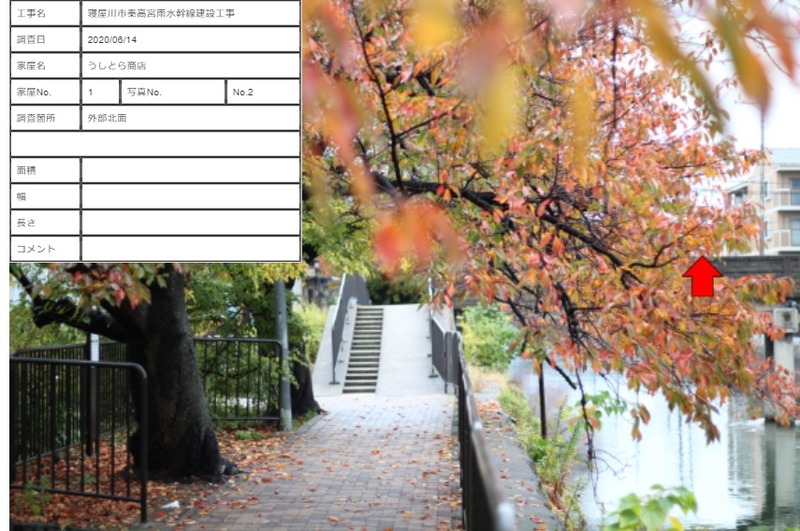 工事名 寝屋川市秦高宮雨水幹線建設工事
調査日 2020/06/14
家屋名 うしとら商店
家屋No. 1 写真No. No.2
調査箇所 外部北面
面積
幅
長さ
コメント